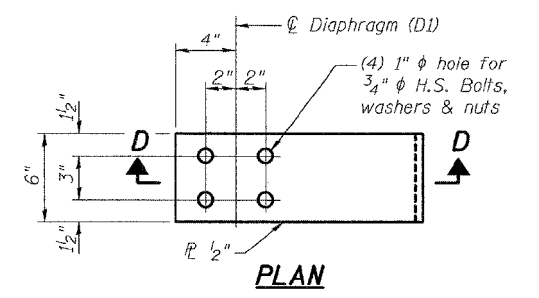 ℄ Diaphragm (D1)
4"
2" 2"
(4) 1" ϕ hole for
3/4" ϕ H.S. Bolts,
washers & nuts
1 1/2"
D D
6"
3"
1 1/2"
PL 1/2"
PLAN